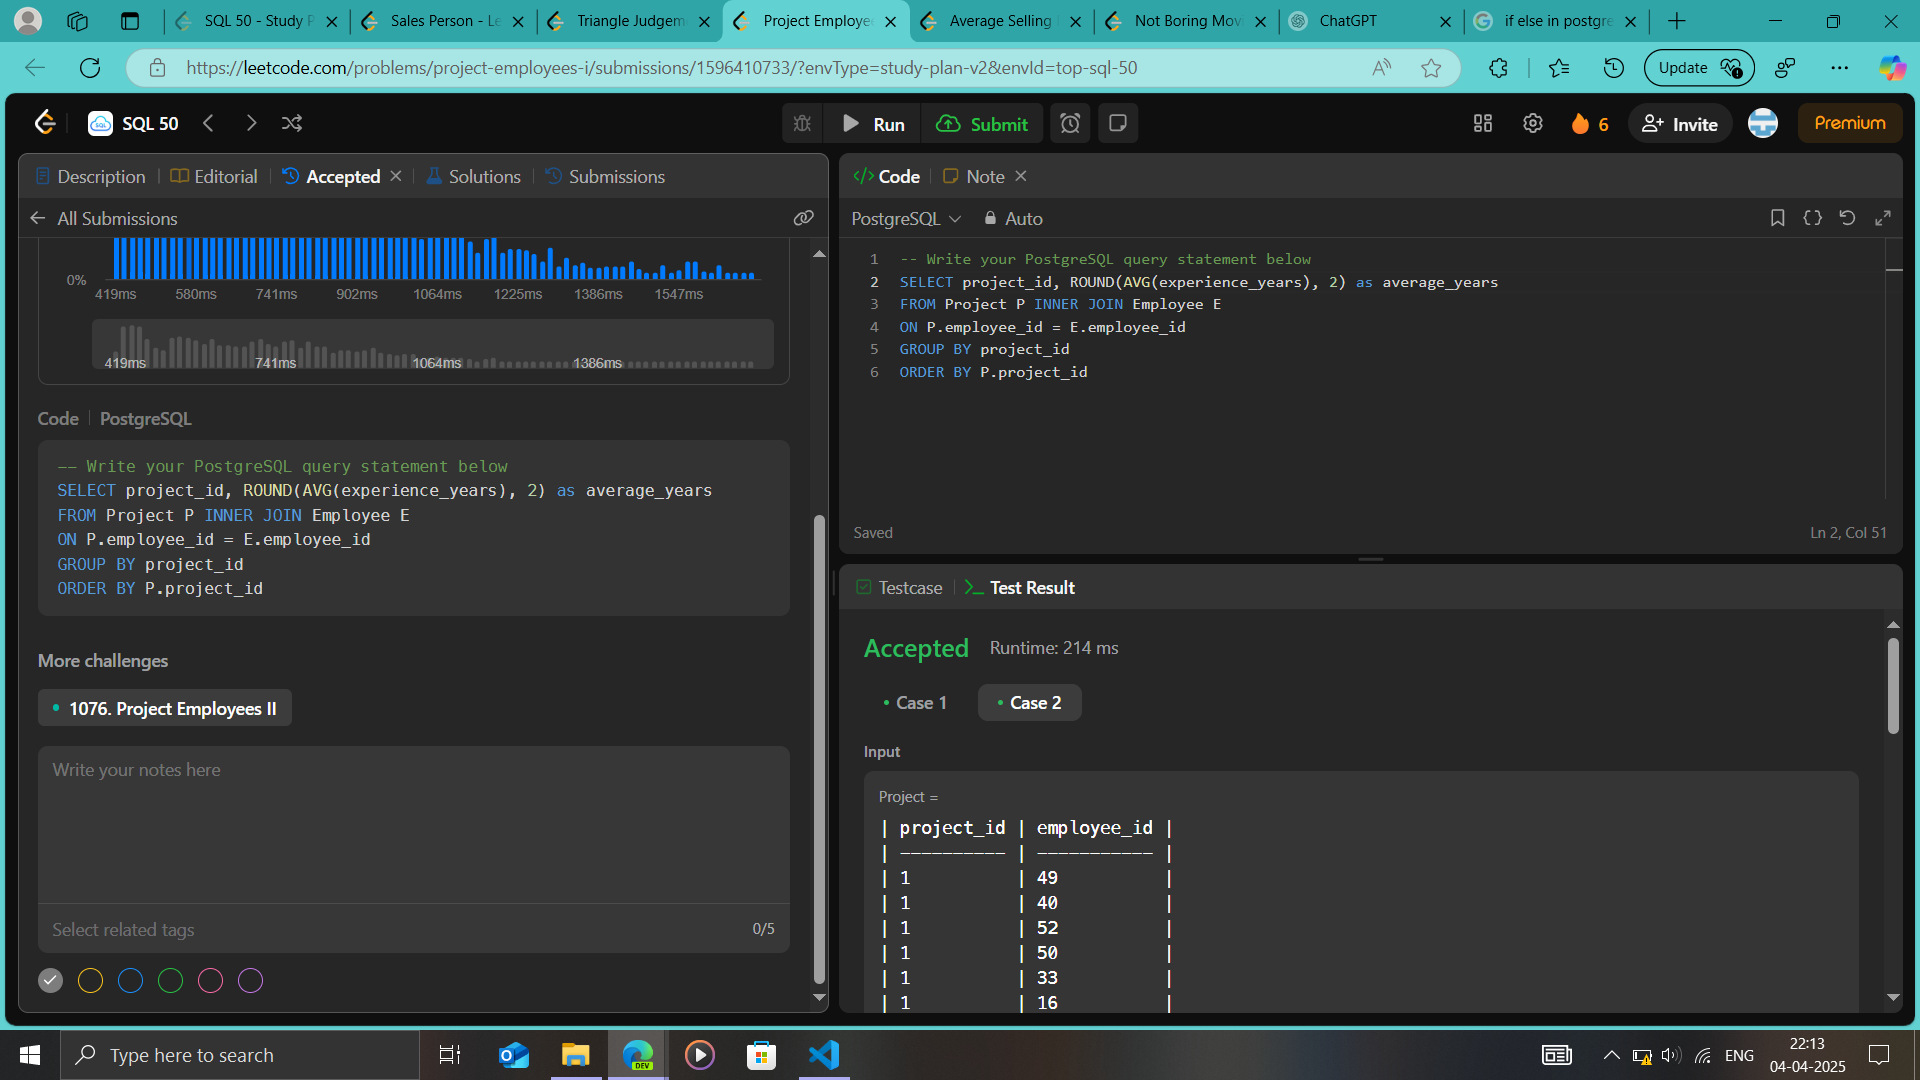 SQL 50 - Study P
Sales Person - Le
Triangle Judgem
Project Employee
Average Selling
Not Boring Mov
ChatGPT
if else in postgre
https://leetcode.com/problems/project-employees-i/submissions/1596410733/?envType=study-plan-v2&envId=top-sql-50
Update
SQL 50
Run
Submit
6
Invite
Premium
Description
Editorial
Accepted
Solutions
Submissions
All Submissions
0%
419ms 580ms 741ms 902ms 1064ms 1225ms 1386ms 1547ms
419ms 741ms 1064ms 1386ms
Code PostgreSQL
-- Write your PostgreSQL query statement below
SELECT project_id, ROUND(AVG(experience_years), 2) as average_years
FROM Project P INNER JOIN Employee E
ON P.employee_id = E.employee_id
GROUP BY project_id
ORDER BY P.project_id
More challenges
1076. Project Employees II
Write your notes here
Select related tags
0/5
</> Code
Note
PostgreSQL
Auto
1 -- Write your PostgreSQL query statement below
2 SELECT project_id, ROUND(AVG(experience_years), 2) as average_years
3 FROM Project P INNER JOIN Employee E
4 ON P.employee_id = E.employee_id
5 GROUP BY project_id
6 ORDER BY P.project_id
Saved
Ln 2, Col 51
Testcase
Test Result
Accepted
Runtime: 214 ms
Case 1
Case 2
Input
Project =
| project_id | employee_id |
| ---------- | ----------- |
| 1 | 49 |
| 1 | 40 |
| 1 | 52 |
| 1 | 50 |
| 1 | 33 |
| 1 | 16 |
Type here to search
DEV
ENG
22:13
04-04-2025